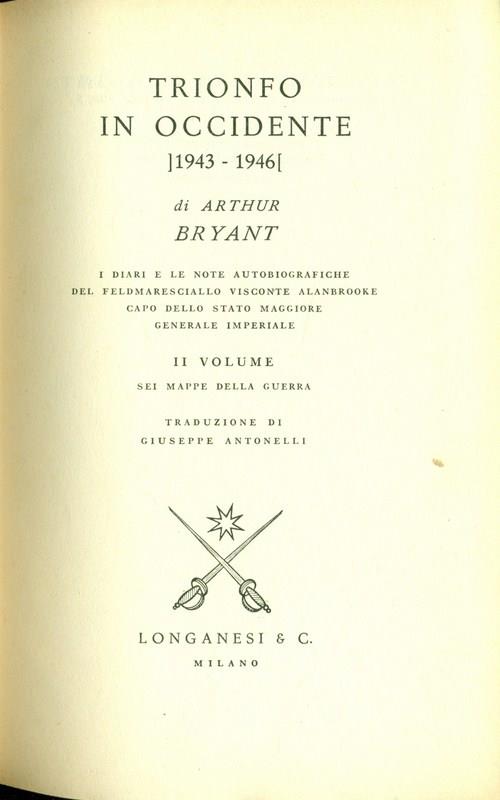 TRIONFO
IN OCCIDENTE
]1943 - 1946[
di ARTHUR
BRYANT
I DIARI E LE NOTE AUTOBIOGRAFICHE
DEL FELDMARESCIALLO VISCONTE ALANBROOKE
CAPO DELLO STATO MAGGIORE
GENERALE IMPERIALE
II VOLUME
SEI MAPPE DELLA GUERRA
TRADUZIONE DI
GIUSEPPE ANTONELLI
LONGANESI & C.
MILANO